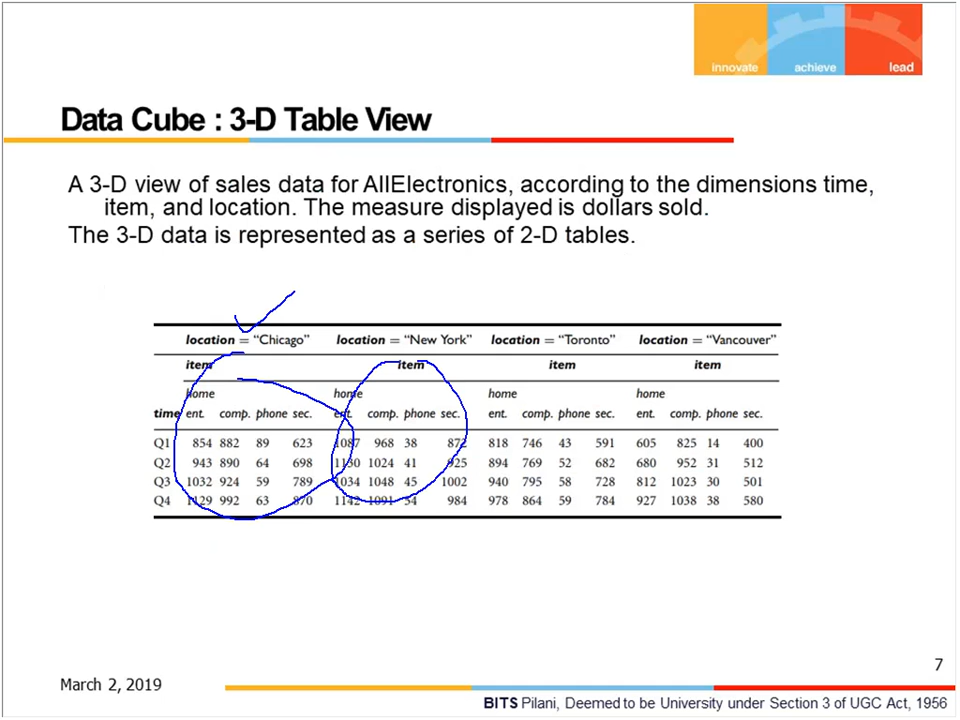 innovate achieve lead
Data Cube : 3-D Table View
A 3-D view of sales data for AllElectronics, according to the dimensions time,
item, and location. The measure displayed is dollars sold.
The 3-D data is represented as a series of 2-D tables.
location = “Chicago” location = “New York” location = “Toronto” location = “Vancouver”
item item item item
home home home home
time ent. comp. phone sec. ent. comp. phone sec. ent. comp. phone sec. ent. comp. phone sec.
Q1 854 882 89 623 1087 968 38 872 818 746 43 591 605 825 14 400
Q2 943 890 64 698 1130 1024 41 925 894 769 52 682 680 952 31 512
Q3 1032 924 59 789 1034 1048 45 1002 940 795 58 728 812 1023 30 501
Q4 1129 992 63 870 1142 1091 54 984 978 864 59 784 927 1038 38 580
7
March 2, 2019
BITS Pilani, Deemed to be University under Section 3 of UGC Act, 1956